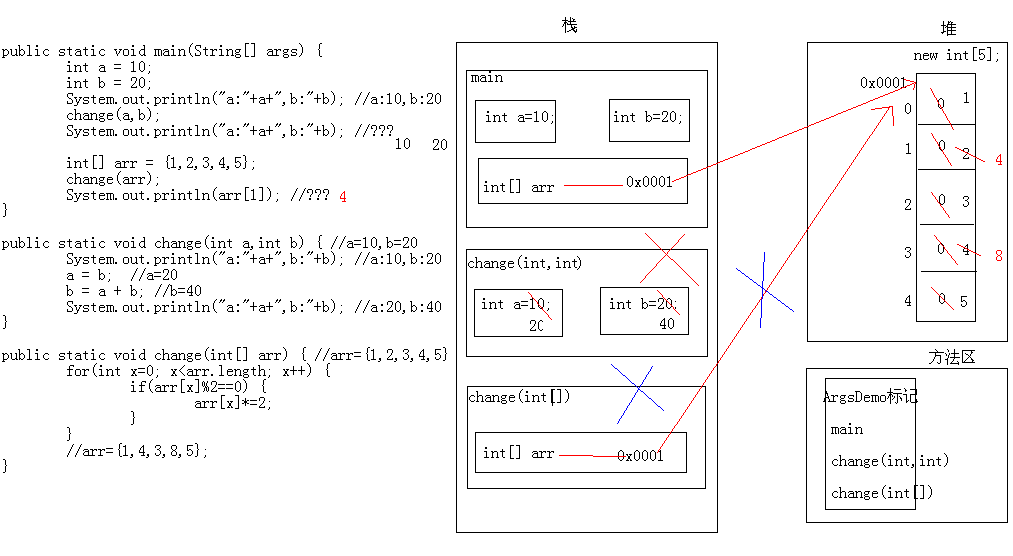 public static void main(String[] args) {
int a = 10;
int b = 20;
System.out.println("a:"+a+",b:"+b); //a:10,b:20
change(a,b);
System.out.println("a:"+a+",b:"+b); //???
10 20
int[] arr = {1,2,3,4,5};
change(arr);
System.out.println(arr[1]); //??? 4
}
public static void change(int a,int b) { //a=10,b=20
System.out.println("a:"+a+",b:"+b); //a:10,b:20
a = b; //a=20
b = a + b; //b=40
System.out.println("a:"+a+",b:"+b); //a:20,b:40
}
public static void change(int[] arr) { //arr={1,2,3,4,5}
for(int x=0; x<arr.length; x++) {
if(arr[x]%2==0) {
arr[x]*=2;
}
}
//arr={1,4,3,8,5};
}
栈
main
int a=10;
int b=20;
int[] arr
0x0001
change(int,int)
int a=10;
20
int b=20;
40
change(int[])
int[] arr
0x0001
堆
new int[5];
0x0001
0 0 1
1 0 2 4
2 0 3
3 0 4 8
4 0 5
方法区
ArgsDemo标记
main
change(int,int)
change(int[])